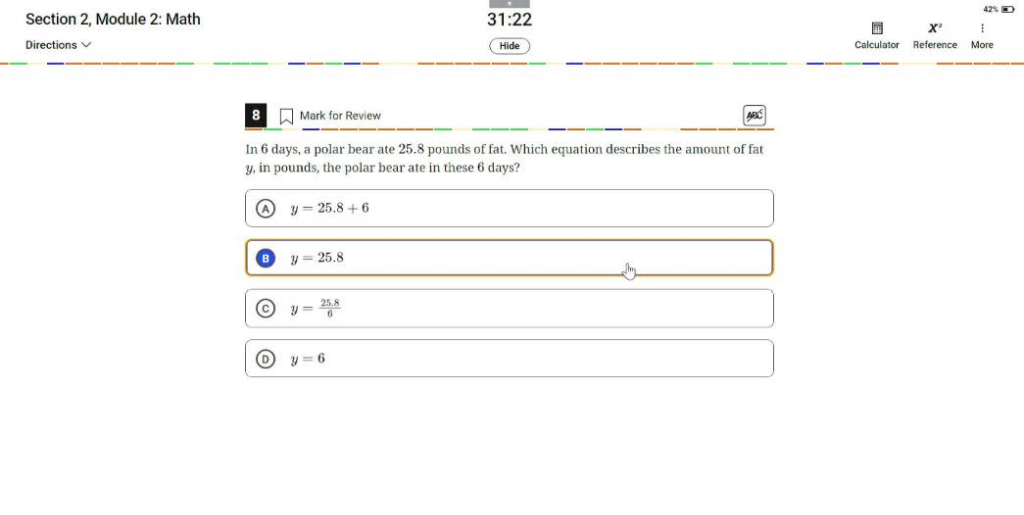 Section 2, Module 2: Math
31:22
42%
Directions
Hide
Calculator
X²
Reference
More
8
Mark for Review
ABC
In 6 days, a polar bear ate 25.8 pounds of fat. Which equation describes the amount of fat
y, in pounds, the polar bear ate in these 6 days?
A y = 25.8 + 6
B y = 25.8
C y = 25.8/6
D y = 6